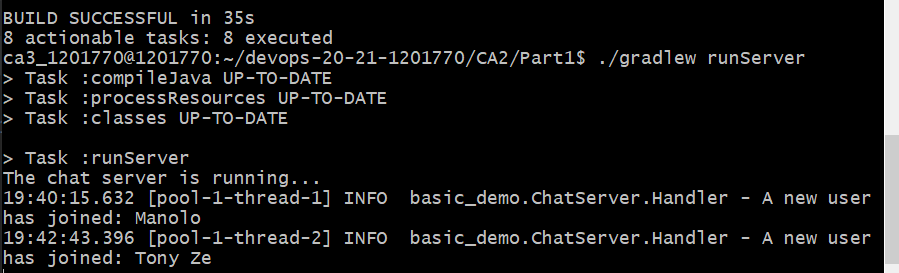 BUILD SUCCESSFUL in 35s
8 actionable tasks: 8 executed
ca3_1201770@1201770:~/devops-20-21-1201770/CA2/Part1$ ./gradlew runServer
> Task :compileJava UP-TO-DATE
> Task :processResources UP-TO-DATE
> Task :classes UP-TO-DATE
> Task :runServer
The chat server is running...
19:40:15.632 [pool-1-thread-1] INFO  basic_demo.ChatServer.Handler - A new user
has joined: Manolo
19:42:43.396 [pool-1-thread-2] INFO  basic_demo.ChatServer.Handler - A new user
has joined: Tony Ze